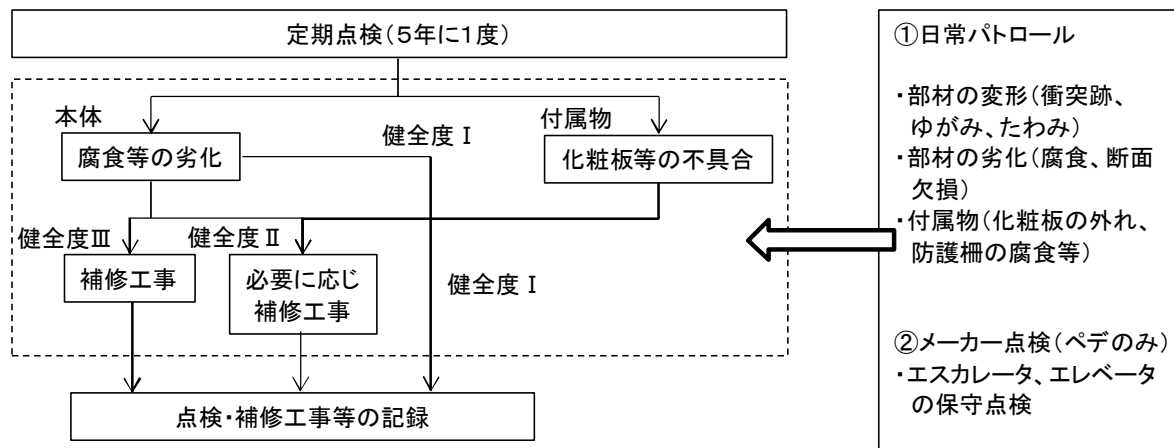 定期点検（５年に１度）
本体
腐食等の劣化
健全度Ⅰ
付属物
化粧板等の不具合
健全度Ⅲ
補修工事
健全度Ⅱ
必要に応じ
補修工事
健全度Ⅰ
点検・補修工事等の記録
①日常パトロール
・部材の変形（衝突跡、
ゆがみ、たわみ）
・部材の劣化（腐食、断面
欠損）
・付属物（化粧板の外れ、
防護柵の腐食等）
②メーカー点検（ペデのみ）
・エスカレータ、エレベータ
の保守点検